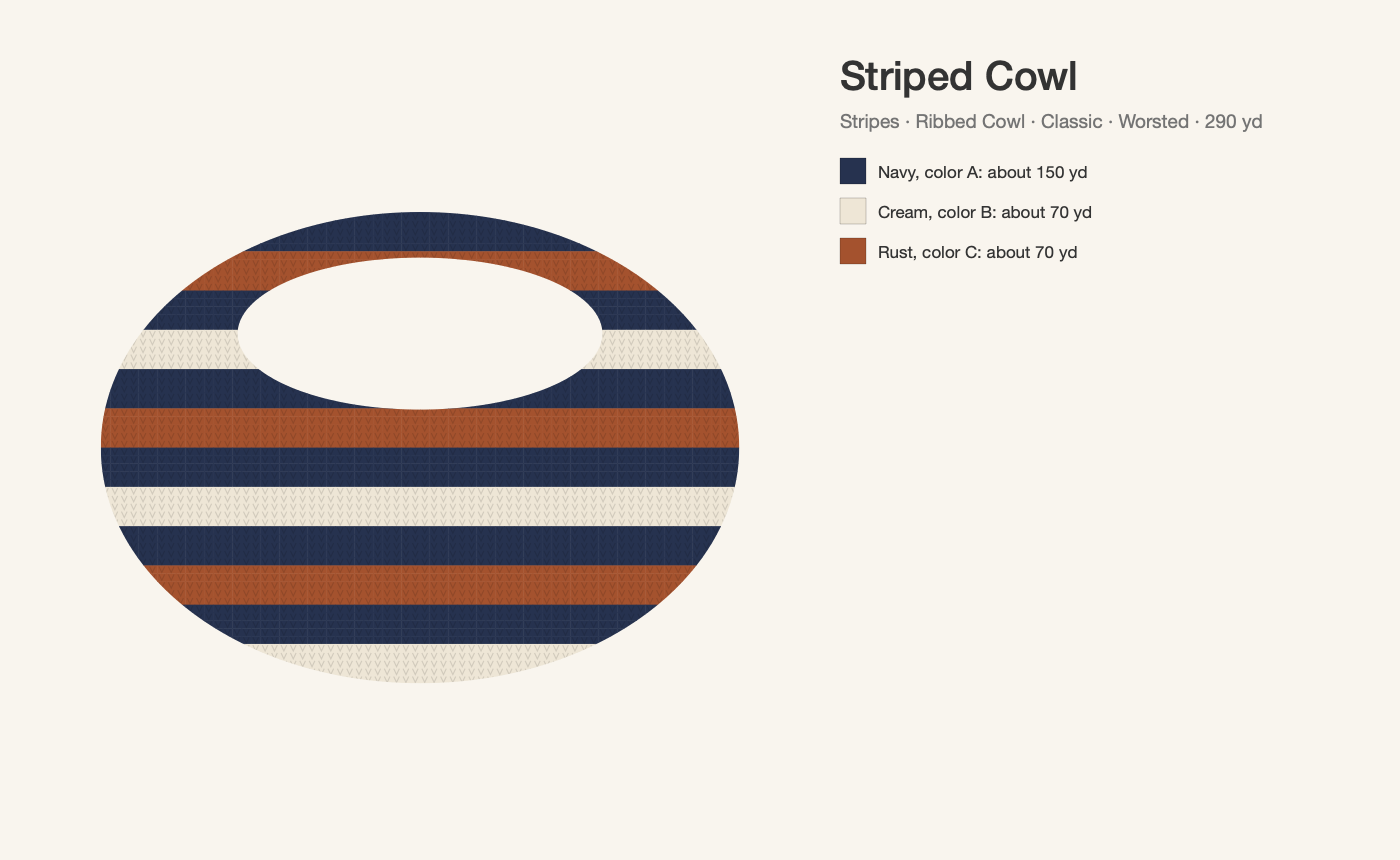 Striped Cowl
Stripes · Ribbed Cowl · Classic · Worsted · 290 yd
Navy, color A: about 150 yd
Cream, color B: about 70 yd
Rust, color C: about 70 yd